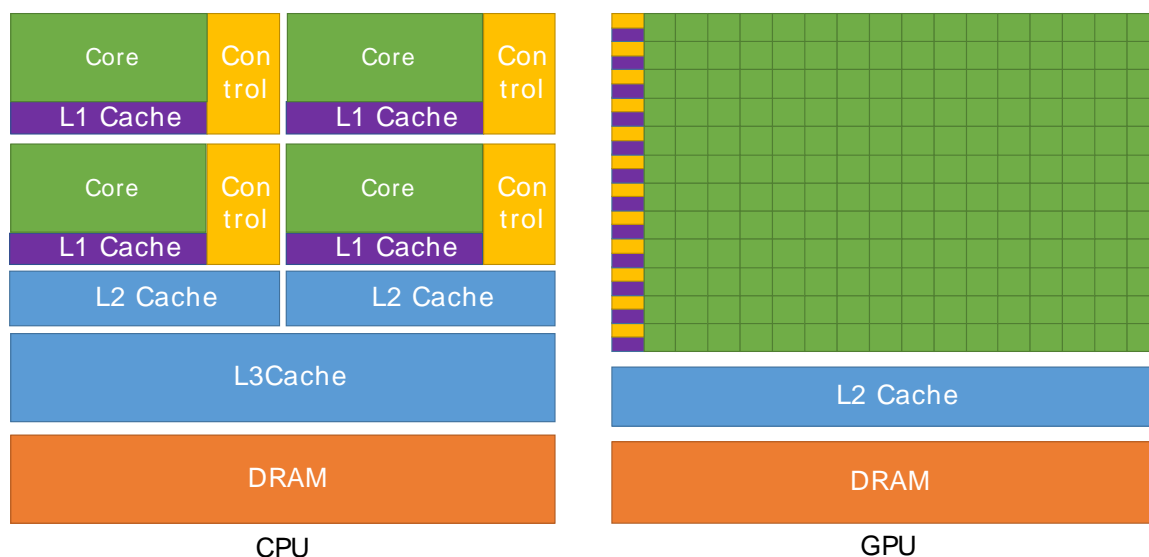 Core
Con
trol
L1 Cache
Core
Con
trol
L1 Cache
Core
Con
trol
L1 Cache
Core
Con
trol
L1 Cache
L2 Cache
L2 Cache
L3Cache
DRAM
CPU
L2 Cache
DRAM
GPU